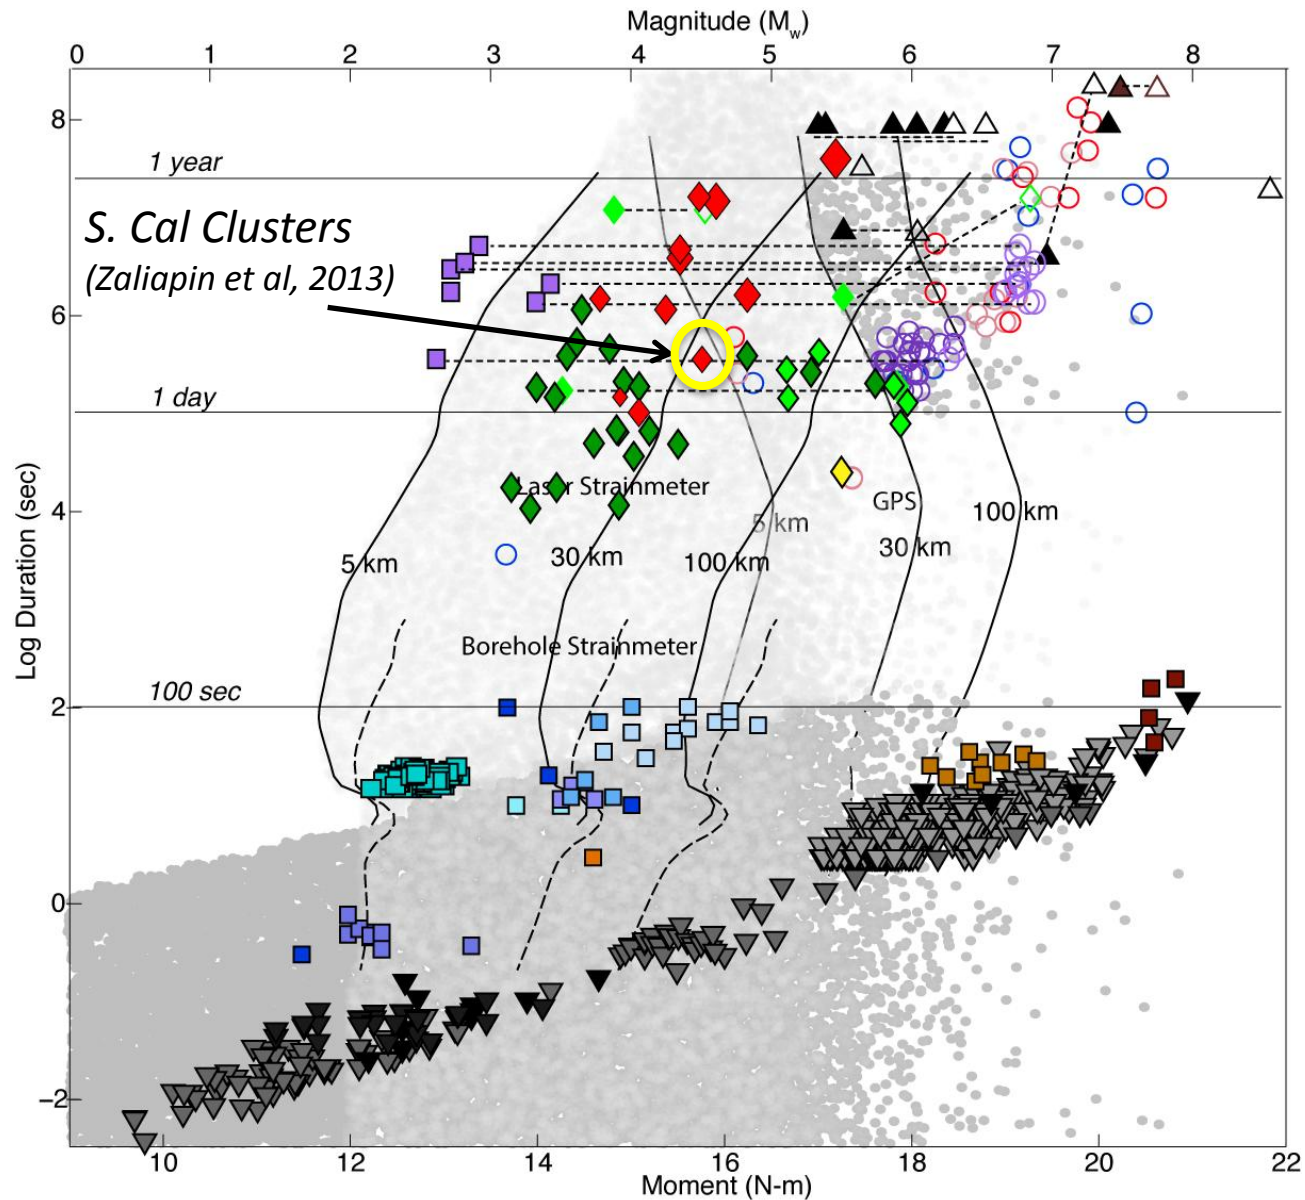 Magnitude (Mw)
0 1 2 3 4 5 6 7 8
8
1 year
S. Cal Clusters
(Zaliapin et al, 2013)
6
1 day
Laser Strainmeter
GPS
4
5 km
100 km
30 km
5 km
30 km
100 km
Log Duration (sec)
Borehole Strainmeter
100 sec
2
0
−2
10 12 14 16 18 20 22
Moment (N-m)